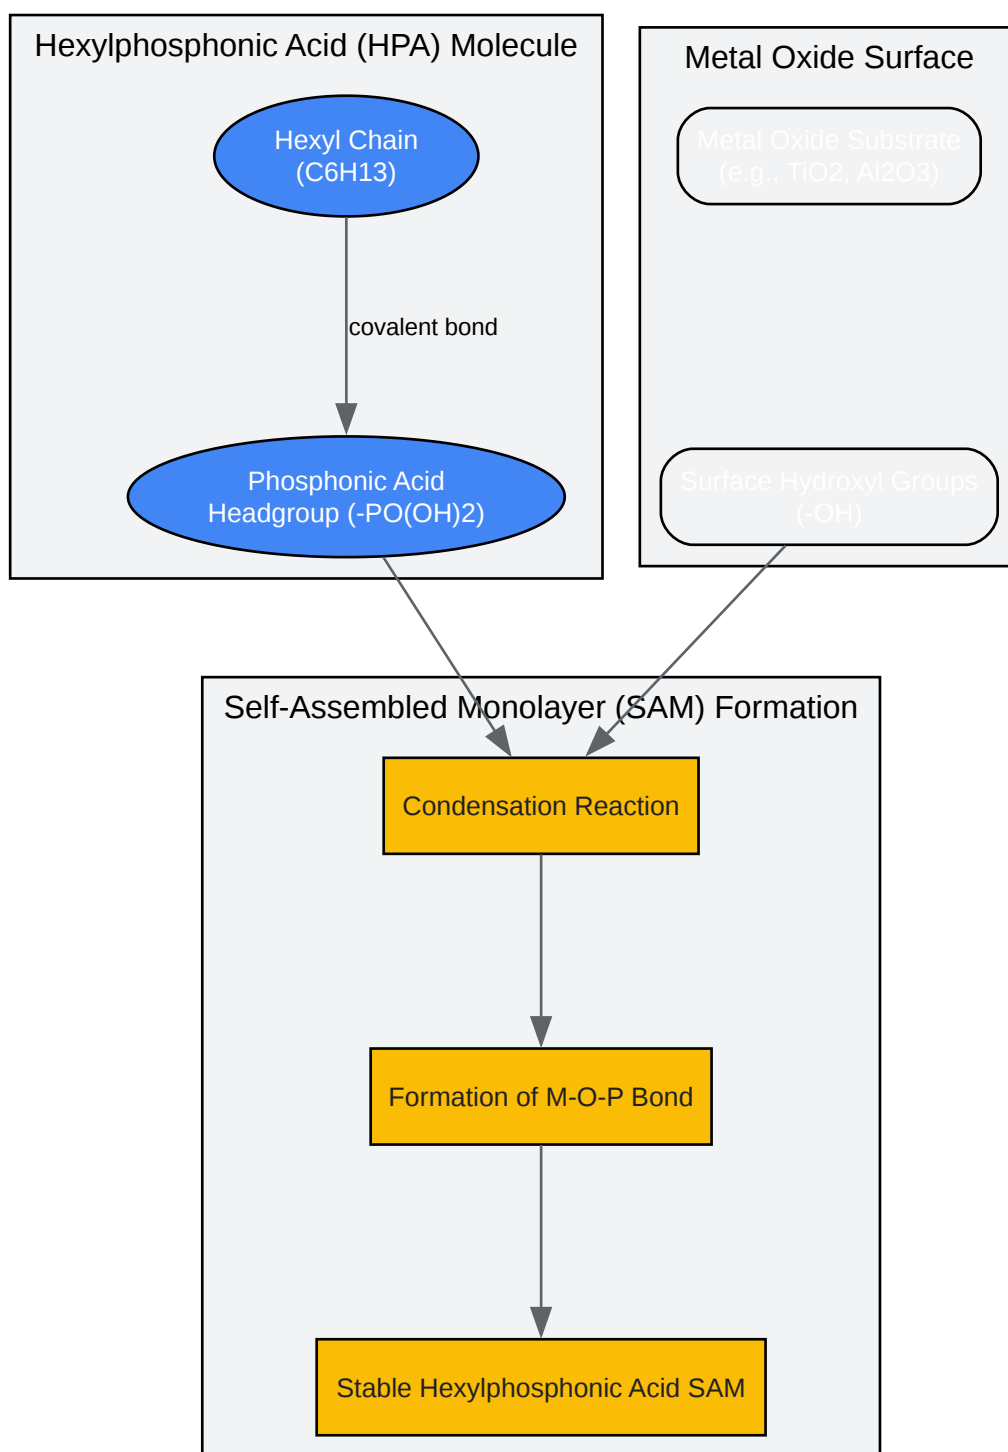 Hexylphosphonic Acid (HPA) Molecule
Hexyl Chain
(C6H13)
covalent bond
Phosphonic Acid
Headgroup (-PO(OH)2)
Metal Oxide Surface
Metal Oxide Substrate
(e.g., TiO2, Al2O3)
Surface Hydroxyl Groups
(-OH)
Self-Assembled Monolayer (SAM) Formation
Condensation Reaction
Formation of M-O-P Bond
Stable Hexylphosphonic Acid SAM